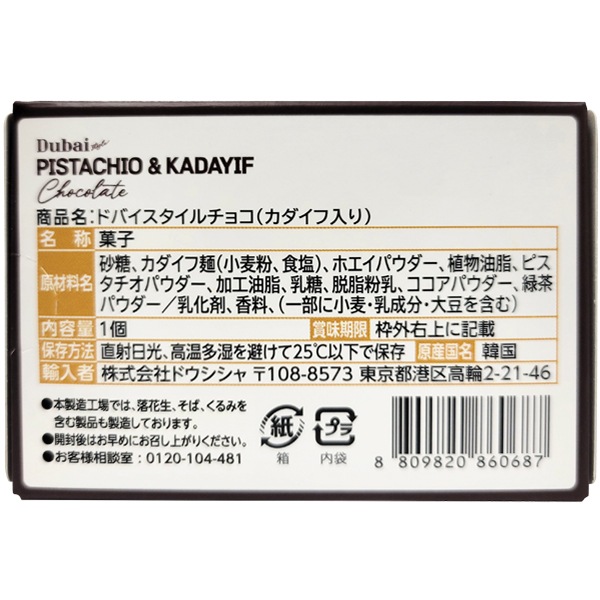 Dubai Style
PISTACHIO & KADAYIF
Chocolate
商品名:ドバイスタイルチョコ(カダイフ入り)
名 称 菓子
原材料名 砂糖、カダイフ麺(小麦粉、食塩)、ホエイパウダー、植物油脂、ピス
タチオパウダー、加工油脂、乳糖、脱脂粉乳、ココアパウダー、緑茶
パウダー/乳化剤、香料、(一部に小麦・乳成分・大豆を含む)
内容量 1個 賞味期限 枠外右上に記載
保存方法 直射日光、高温多湿を避けて25℃以下で保存 原産国名 韓国
輸入者 株式会社ドウシシャ 〒108-8573 東京都港区高輪2-21-46
●本製造工場では、落花生、そば、くるみを
含む製品も製造しております。
●開封後はお早めにお召し上がりください。
●お客様相談室:0120-104-481
紙 プラ
箱 内袋
8 809820 860687